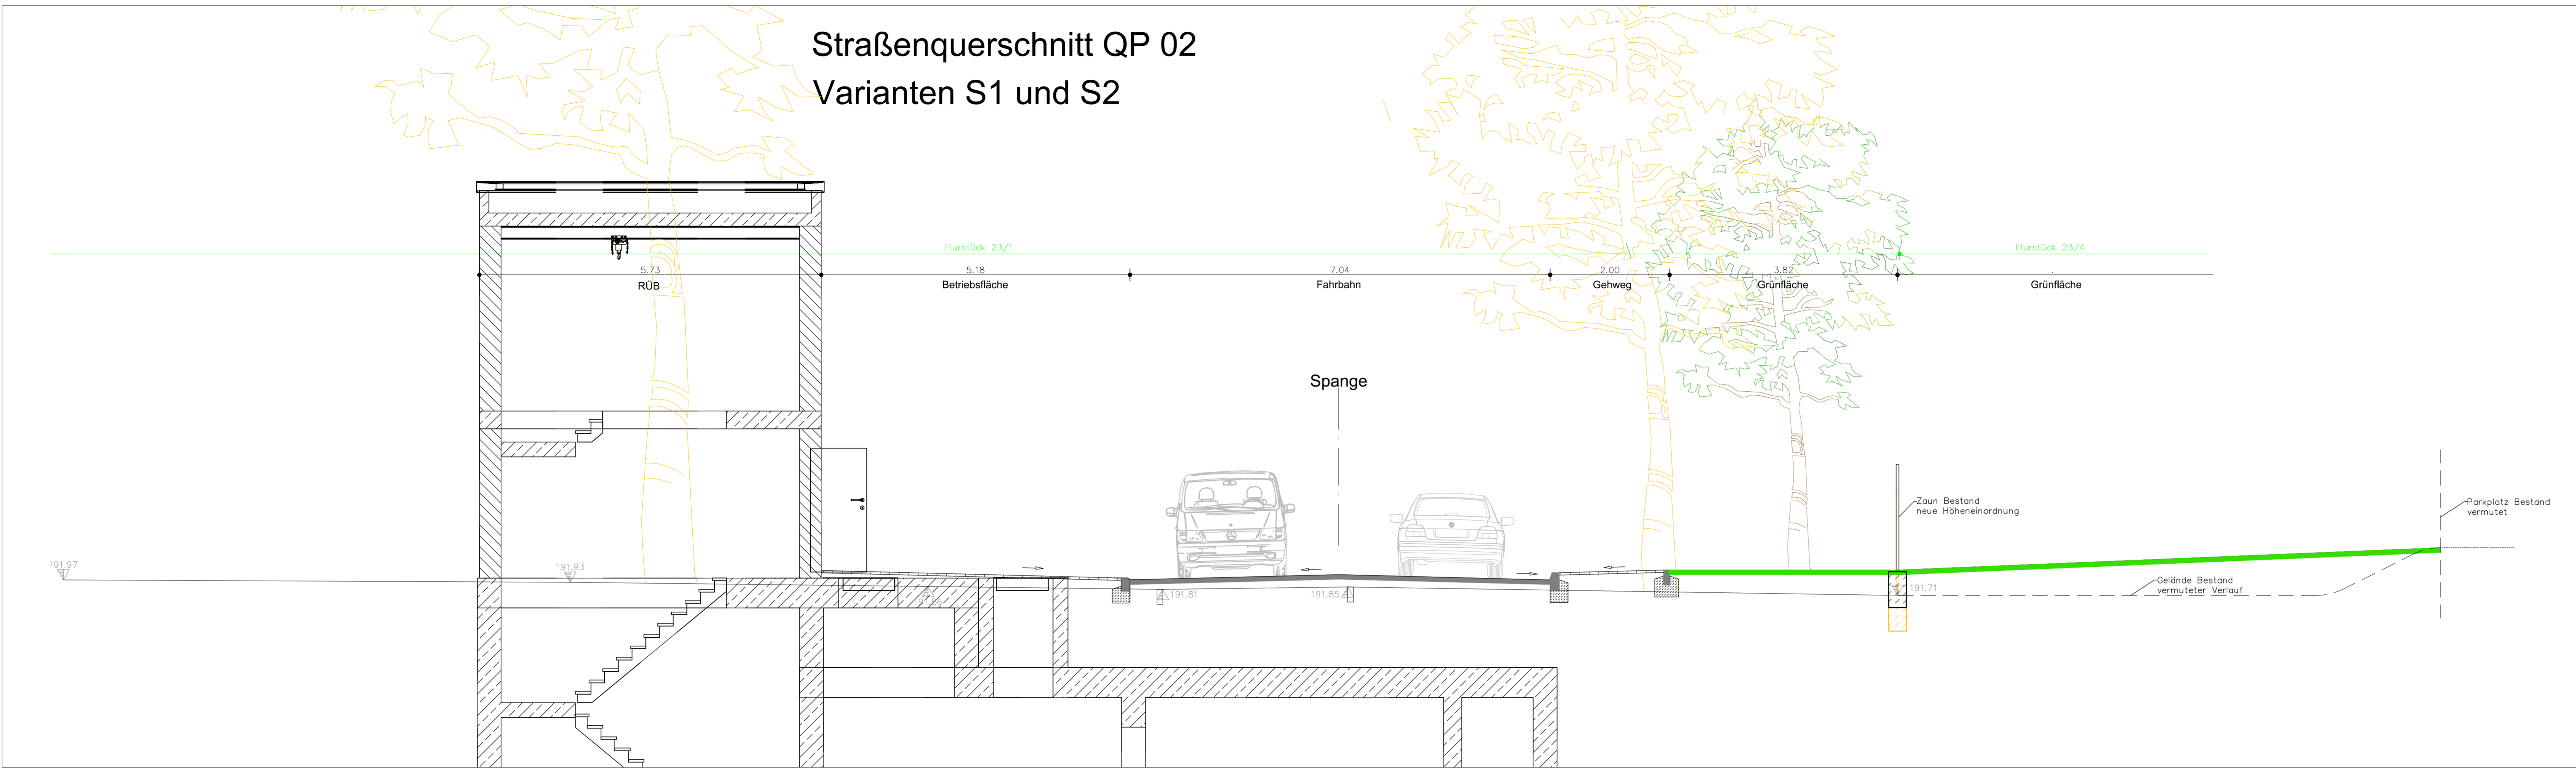 Straßenquerschnitt QP 02
Varianten S1 und S2
Flurstück 23/1
Flurstück 23/4
5.73
5.18
7.04
2.00
3.82
RÜB
Betriebsfläche
Fahrbahn
Gehweg
Grünfläche
Grünfläche
Spange
Zaun Bestand
neue Höheneinordnung
Parkplatz Bestand
vermutet
191.97
191.93
191.81
191.85
191.71
Gelände Bestand
vermuteter Verlauf